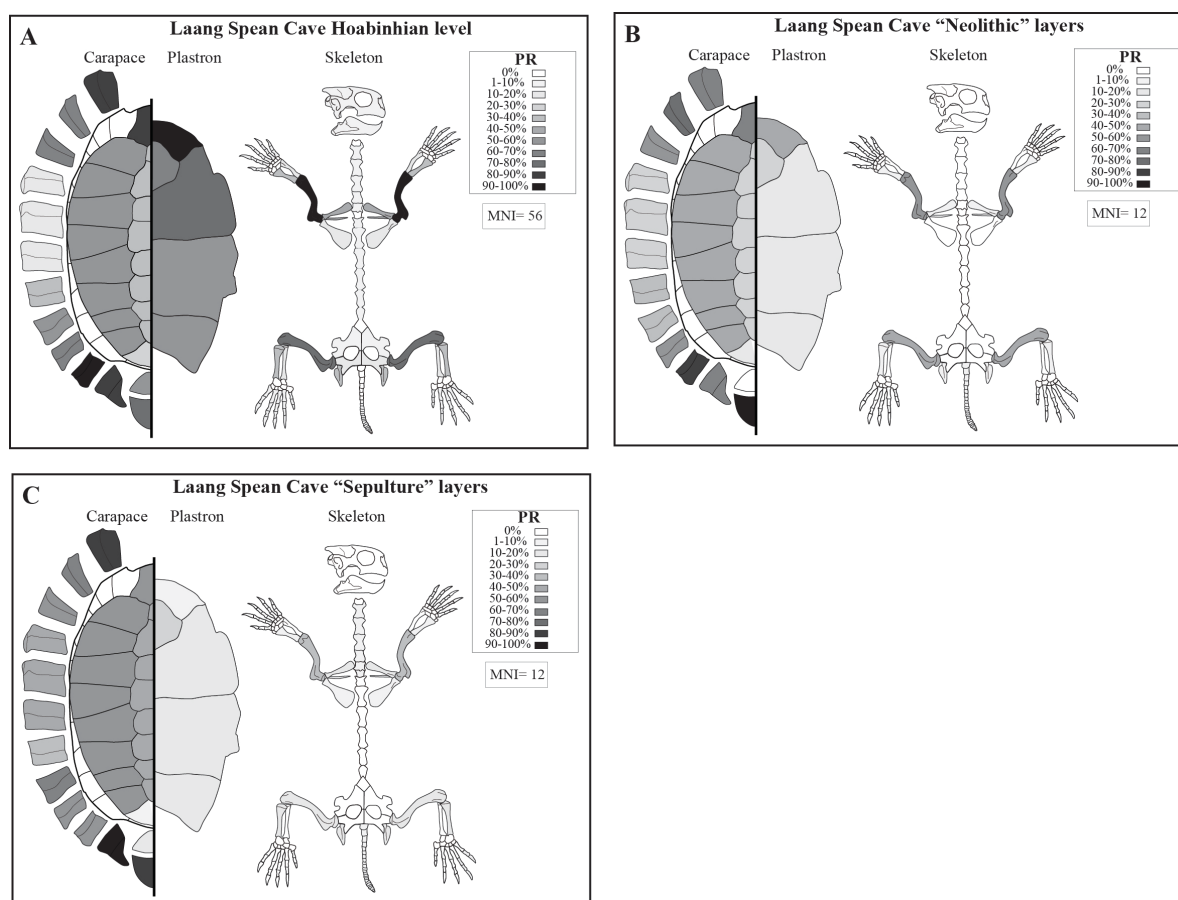 A
Laang Spean Cave Hoabinhian level
Carapace Plastron Skeleton
PR
0%
1-10%
10-20%
20-30%
30-40%
40-50%
50-60%
60-70%
70-80%
80-90%
90-100%
MNI= 56
B
Laang Spean Cave “Neolithic” layers
Carapace Plastron Skeleton
PR
0%
1-10%
10-20%
20-30%
30-40%
40-50%
50-60%
60-70%
70-80%
80-90%
90-100%
MNI= 12
C
Laang Spean Cave “Sepulture” layers
Carapace Plastron Skeleton
PR
0%
1-10%
10-20%
20-30%
30-40%
40-50%
50-60%
60-70%
70-80%
80-90%
90-100%
MNI= 12